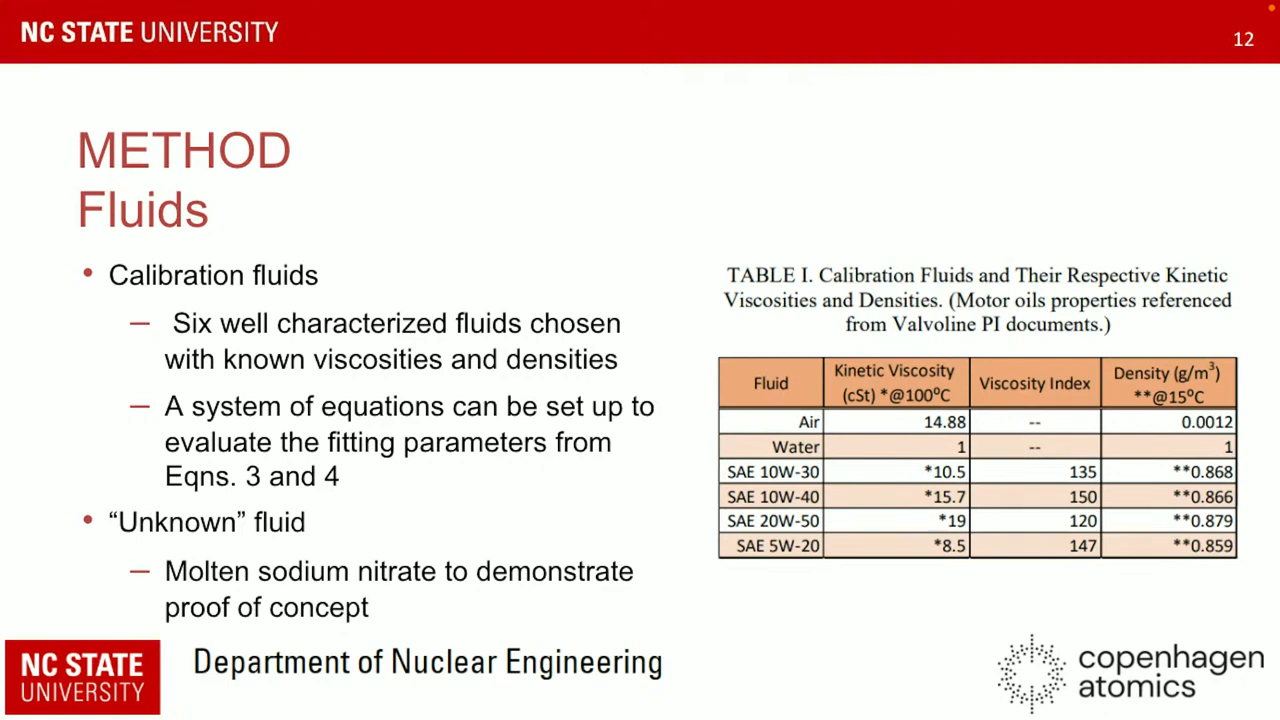 NC STATE UNIVERSITY
12
METHOD
Fluids
• Calibration fluids
– Six well characterized fluids chosen
with known viscosities and densities
– A system of equations can be set up to
evaluate the fitting parameters from
Eqns. 3 and 4
• “Unknown” fluid
– Molten sodium nitrate to demonstrate
proof of concept
TABLE I. Calibration Fluids and Their Respective Kinetic
Viscosities and Densities. (Motor oils properties referenced
from Valvoline PI documents.)
Fluid | Kinetic Viscosity (cSt) *@100⁰C | Viscosity Index | Density (g/m³) **@15⁰C
Air 14.88 -- 0.0012
Water 1 -- 1
SAE 10W-30 *10.5 135 **0.868
SAE 10W-40 *15.7 150 **0.866
SAE 20W-50 *19 120 **0.879
SAE 5W-20 *8.5 147 **0.859
NC STATE
UNIVERSITY
Department of Nuclear Engineering
copenhagen
atomics